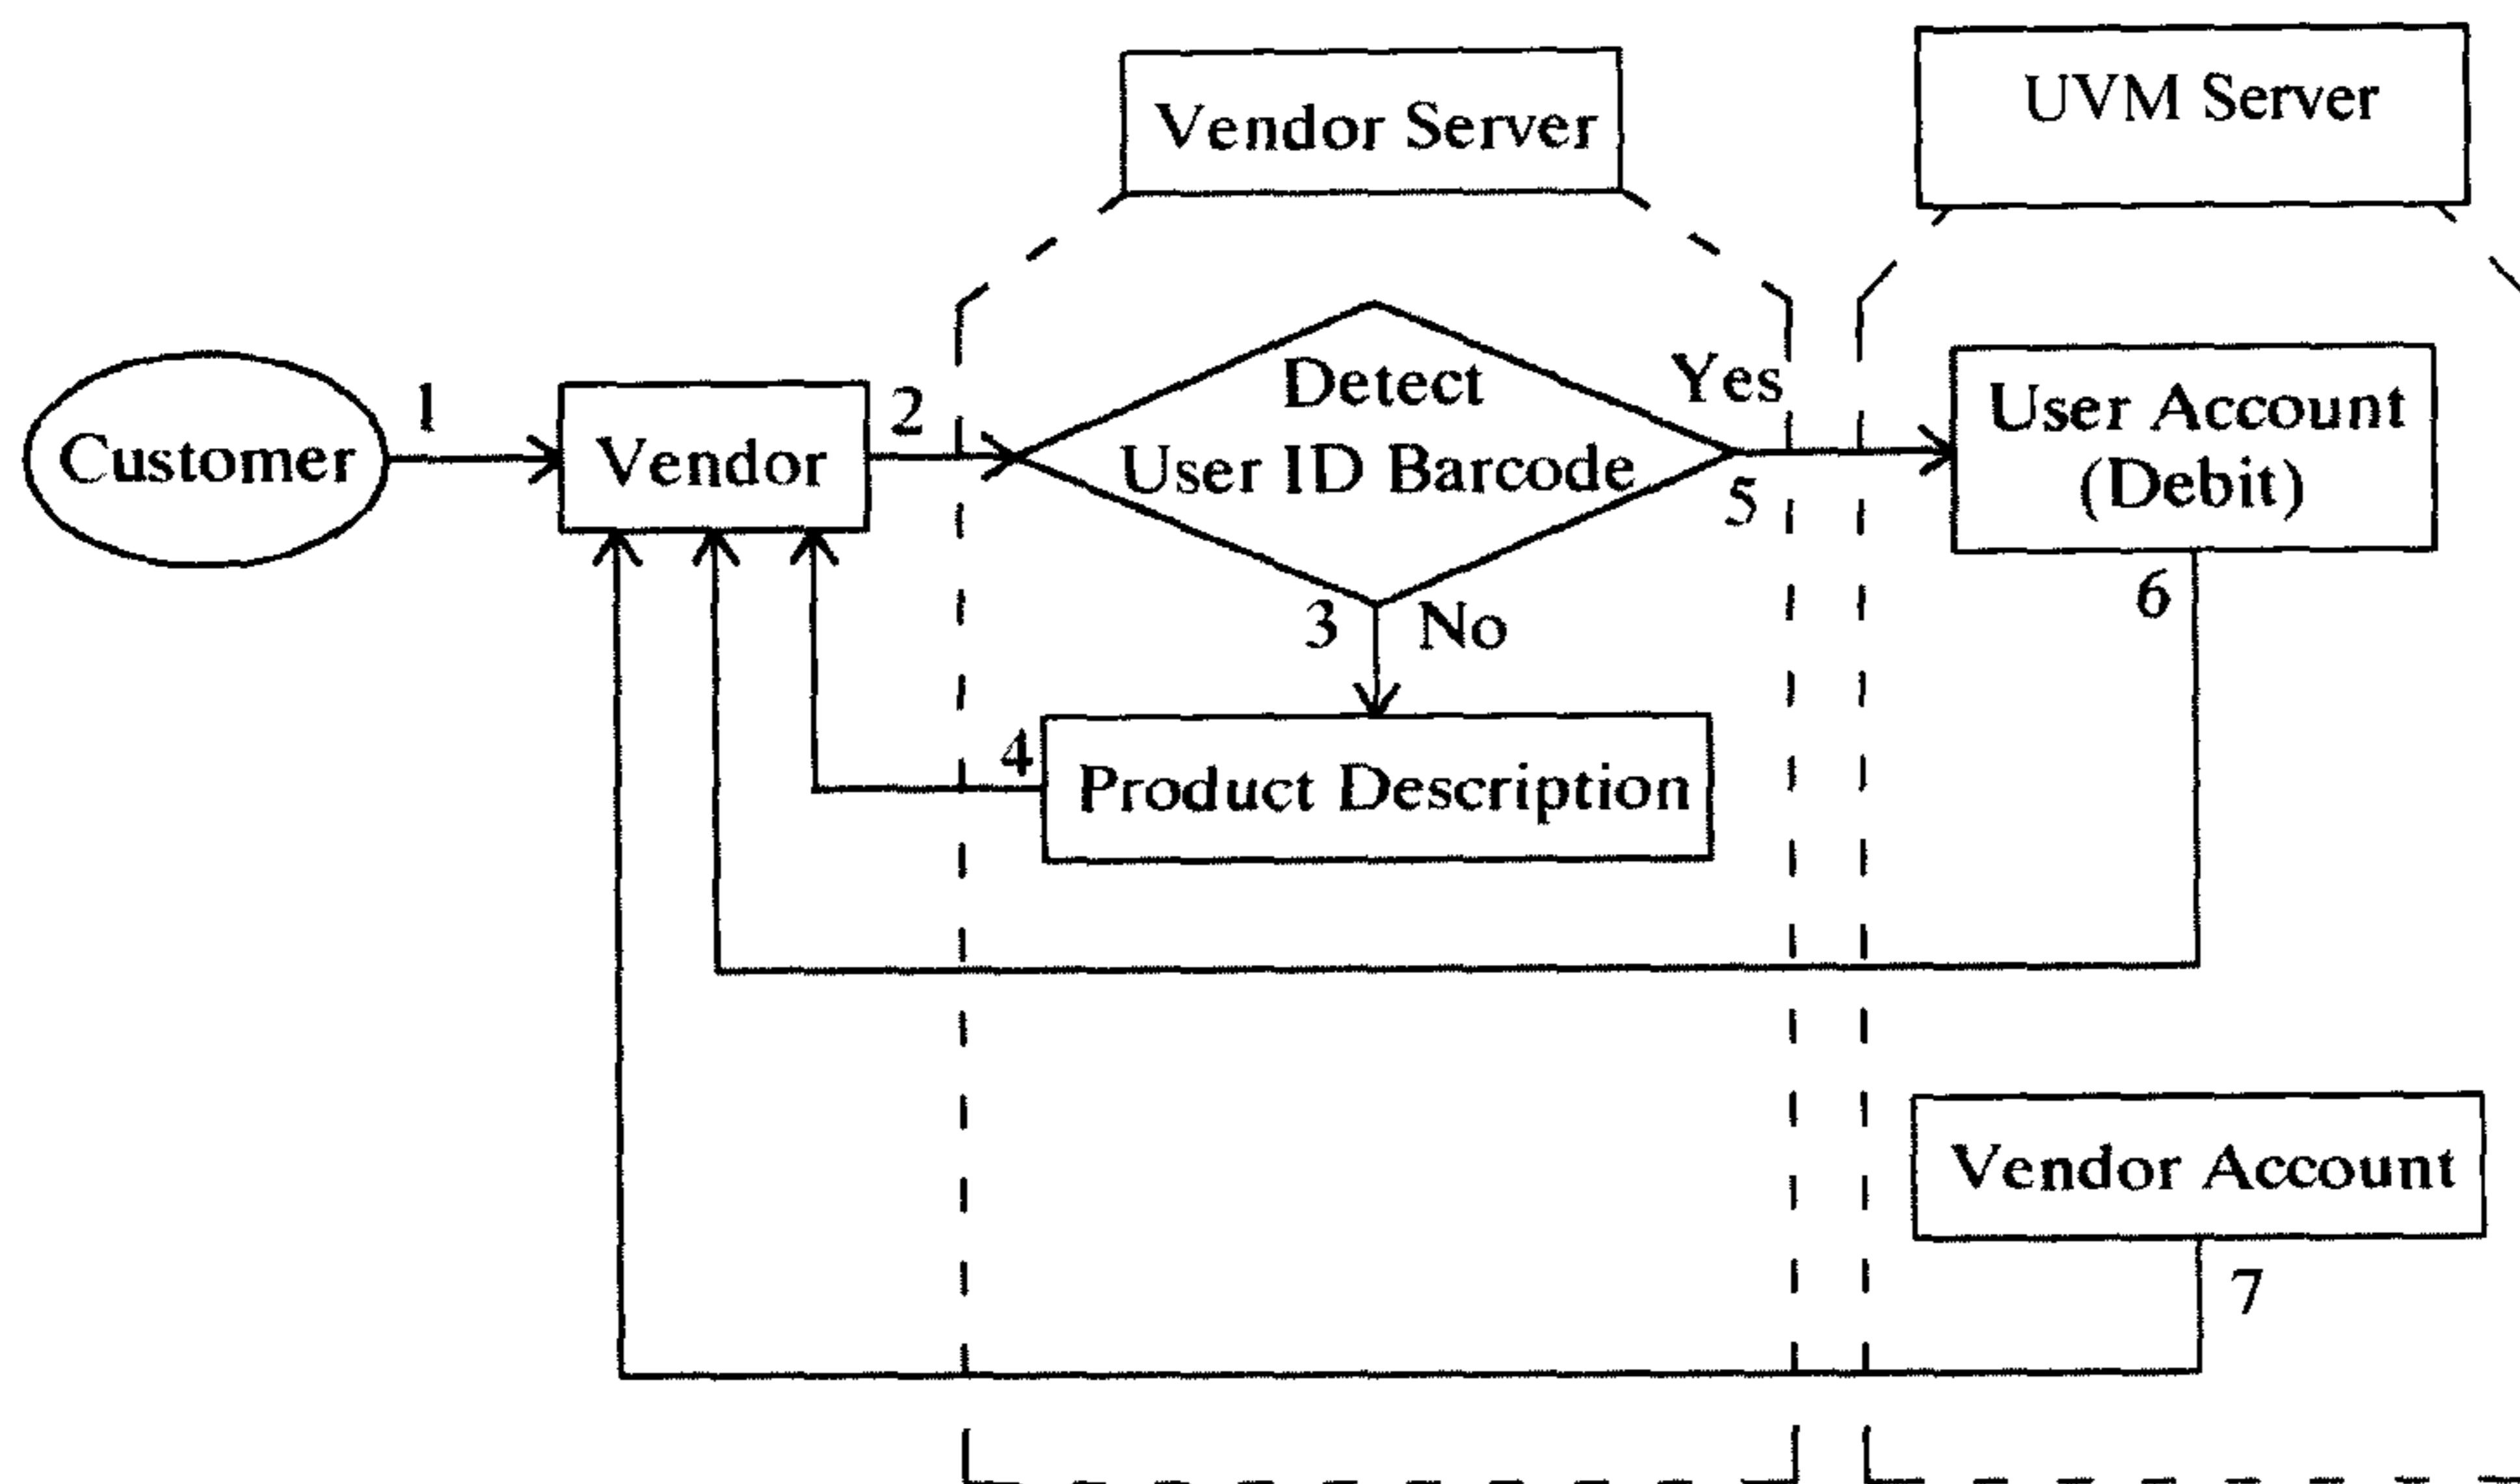 Vendor Server
UVM Server
Customer
1
Vendor
2
Detect
User ID Barcode
Yes
5
User Account
(Debit)
6
3
No
4
Product Description
Vendor Account
7